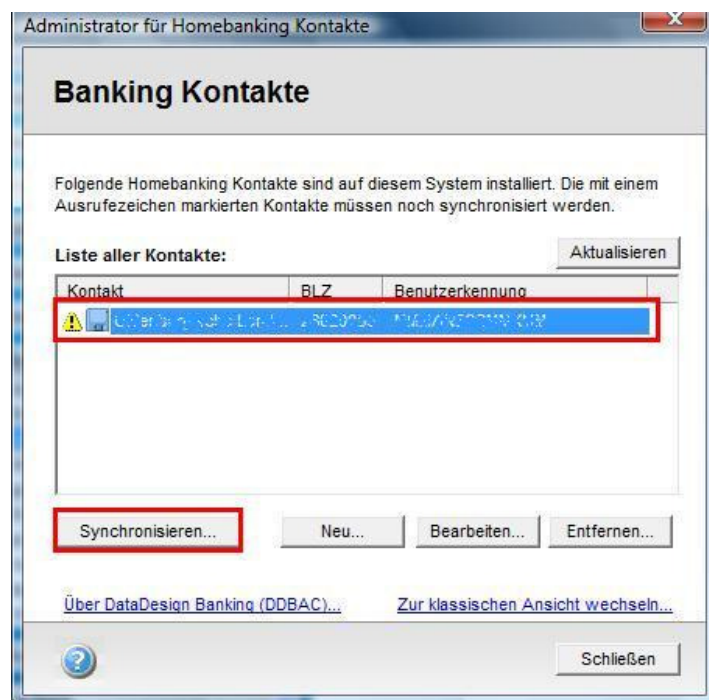 Administrator für Homebanking Kontakte
Banking Kontakte
Folgende Homebanking Kontakte sind auf diesem System installiert. Die mit einem
Ausrufezeichen markierten Kontakte müssen noch synchronisiert werden.
Liste aller Kontakte:
Aktualisieren
Kontakt BLZ Benutzerkennung
Synchronisieren... Neu... Bearbeiten... Entfernen...
Über DataDesign Banking (DDBAC)... Zur klassischen Ansicht wechseln...
Schließen